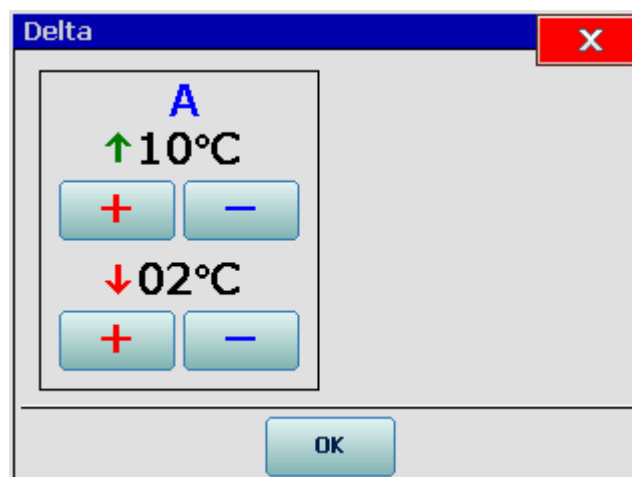 Delta
X
A
↑10°C
+ −
↓02°C
+ −
OK